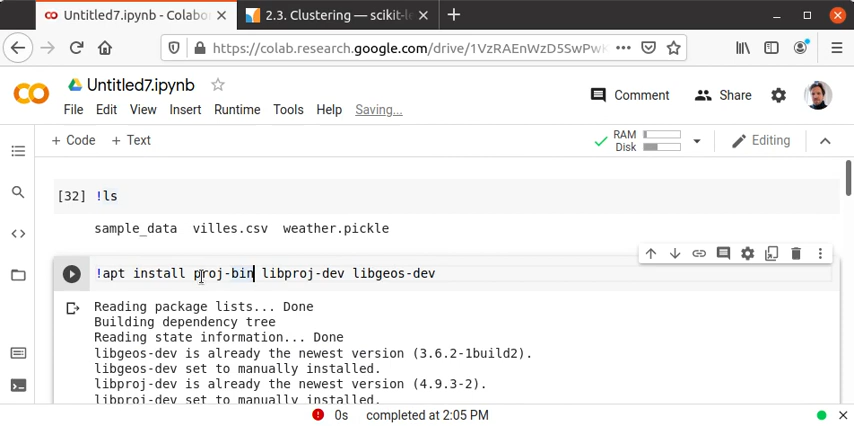 Untitled7.ipynb - Colabo
2.3. Clustering — scikit-le
https://colab.research.google.com/drive/1VzRAEnWzD5SwPwK
Untitled7.ipynb
Comment
Share
File Edit View Insert Runtime Tools Help Saving...
+ Code + Text
RAM
Disk
Editing
[32] !ls
sample_data villes.csv weather.pickle
!apt install proj-bin libproj-dev libgeos-dev
Reading package lists... Done
Building dependency tree
Reading state information... Done
libgeos-dev is already the newest version (3.6.2-1build2).
libgeos-dev set to manually installed.
libproj-dev is already the newest version (4.9.3-2).
libproj-dev set to manually installed.
0s completed at 2:05 PM